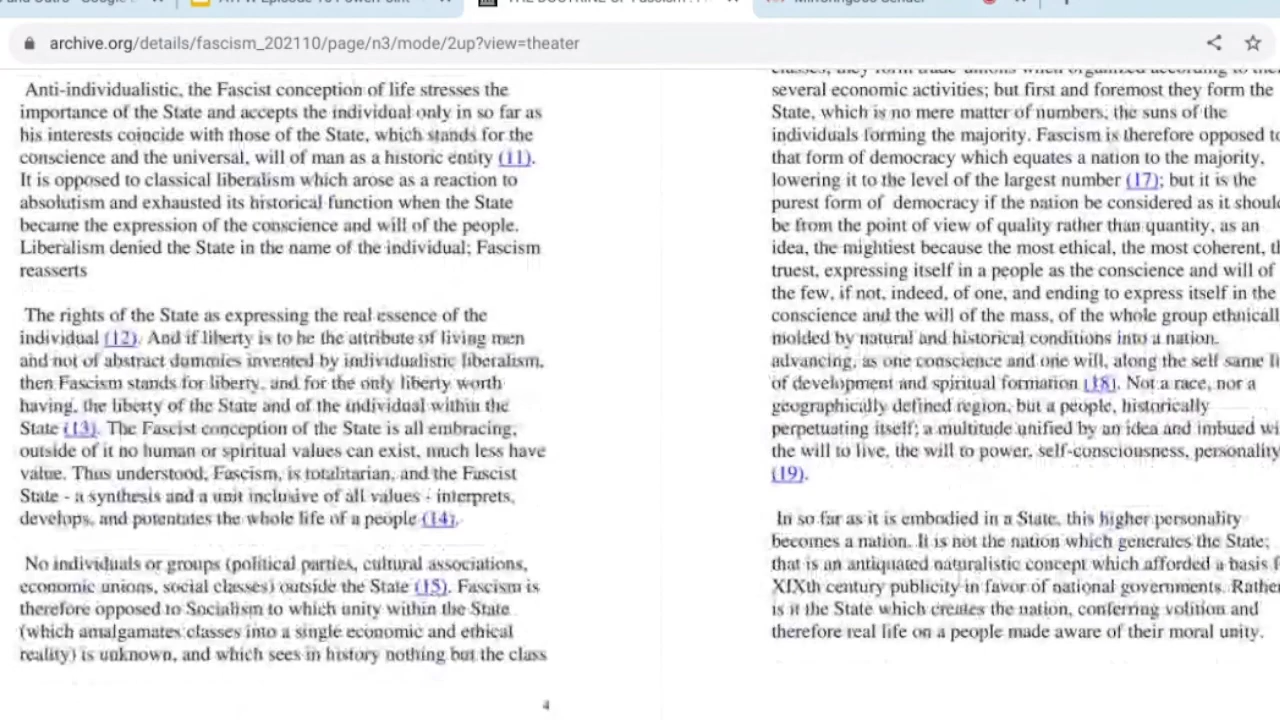 archive.org/details/fascism_202110/page/n3/mode/2up?view=theater
Anti-individualistic, the Fascist conception of life stresses the
importance of the State and accepts the individual only in so far as
his interests coincide with those of the State, which stands for the
conscience and the universal, will of man as a historic entity (11).
It is opposed to classical liberalism which arose as a reaction to
absolutism and exhausted its historical function when the State
became the expression of the conscience and will of the people.
Liberalism denied the State in the name of the individual; Fascism
reasserts
The rights of the State as expressing the real essence of the
individual (12). And if liberty is to he the attribute of living men
and not of abstract dummies invented by individualistic liberalism,
then Fascism stands for liberty, and for the only liberty worth
having, the liberty of the State and of the individual within the
State (13). The Fascist conception of the State is all embracing,
outside of it no human or spiritual values can exist, much less have
value. Thus understood, Fascism, is totalitarian, and the Fascist
State - a synthesis and a unit inclusive of all values - interprets,
develops, and potentates the whole life of a people (14).
No individuals or groups (political parties, cultural associations,
economic unions, social classes) outside the State (15). Fascism is
therefore opposed to Socialism to which unity within the State
(which amalgamates classes into a single economic and ethical
reality) is unknown, and which sees in history nothing but the class
4
several economic activities; but first and foremost they form the
State, which is no mere matter of numbers, the suns of the
individuals forming the majority. Fascism is therefore opposed to
that form of democracy which equates a nation to the majority,
lowering it to the level of the largest number (17); but it is the
purest form of democracy if the nation be considered as it shoul
be from the point of view of quality rather than quantity, as an
idea, the mightiest because the most ethical, the most coherent, th
truest, expressing itself in a people as the conscience and will of
the few, if not, indeed, of one, and ending to express itself in the
conscience and the will of the mass, of the whole group ethnicall
molded by natural and historical conditions into a nation,
advancing, as one conscience and one will, along the self same li
of development and spiritual formation (18). Not a race, nor a
geographically defined region, but a people, historically
perpetuating itself; a multitude unified by an idea and imbued wi
the will to live, the will to power, self-consciousness, personality
(19).
In so far as it is embodied in a State, this higher personality
becomes a nation. It is not the nation which generates the State;
that is an antiquated naturalistic concept which afforded a basis f
XIXth century publicity in favor of national governments. Rather
is it the State which creates the nation, conferring volition and
therefore real life on a people made aware of their moral unity.